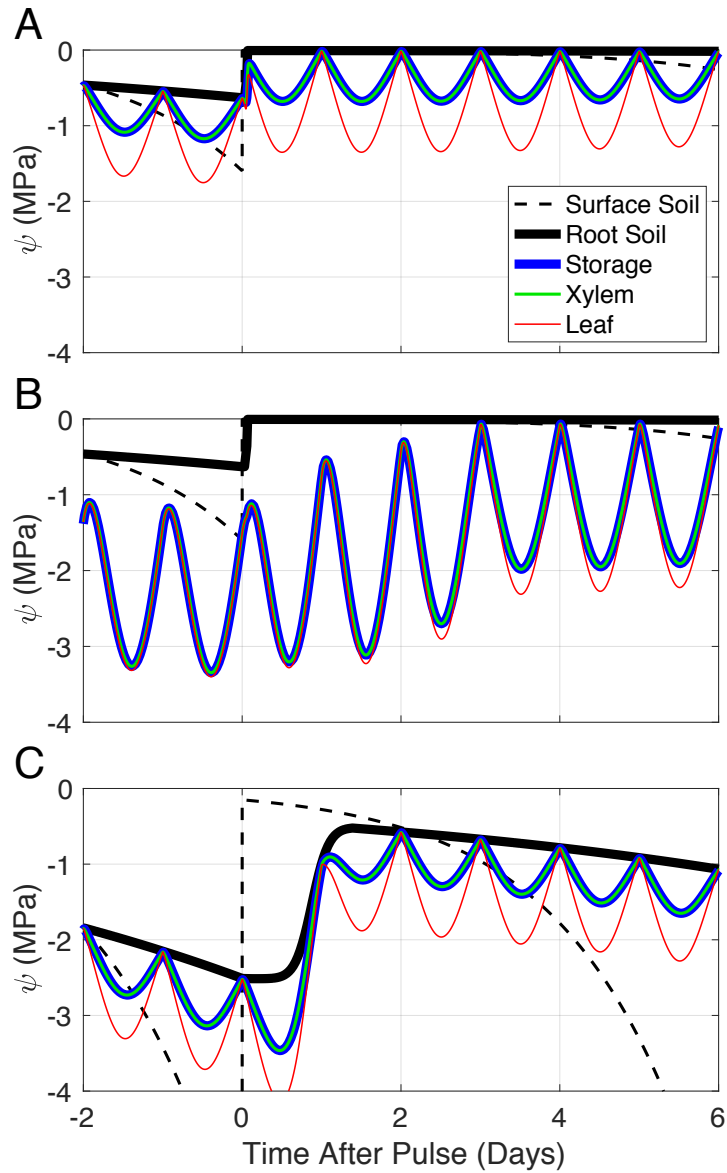 A
0
-1
-2
-3
-4
ψ (MPa)
Surface Soil
Root Soil
Storage
Xylem
Leaf
B
0
-1
-2
-3
-4
ψ (MPa)
C
0
-1
-2
-3
-4
ψ (MPa)
-2 0 2 4 6
Time After Pulse (Days)